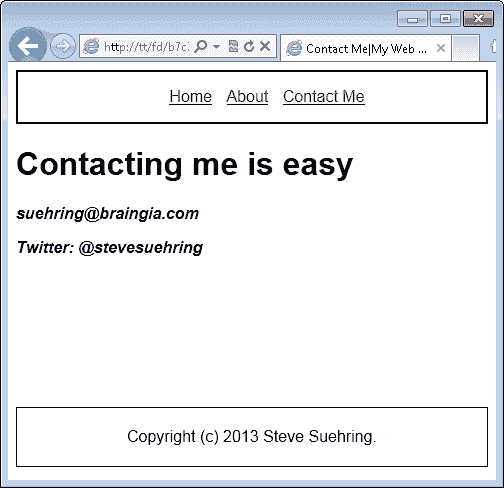 http://tt/fd/b7c
Contact Me|My Web ...
Home About Contact Me
Contacting me is easy
suehring@braingia.com
Twitter: @stevesuehring
Copyright (c) 2013 Steve Suehring.